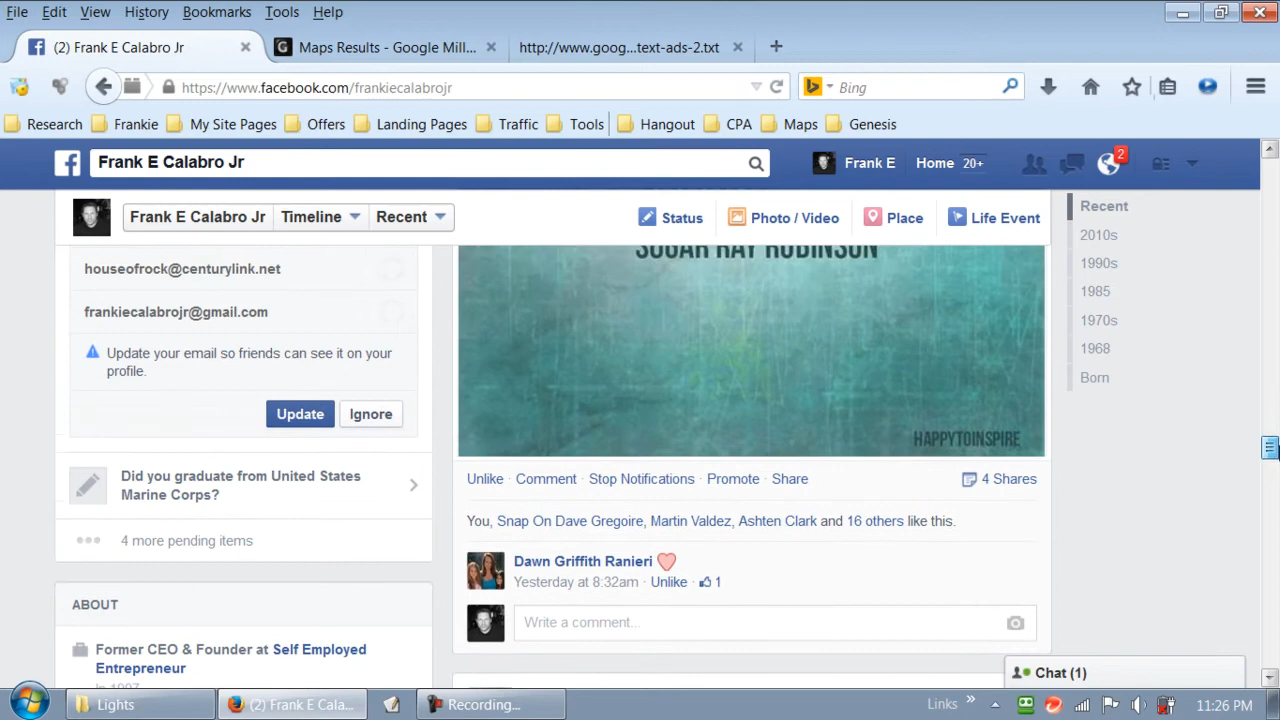 File Edit View History Bookmarks Tools Help
(2) Frank E Calabro Jr
Maps Results - Google Mill...
http://www.goog...text-ads-2.txt
https://www.facebook.com/frankiecalabrojr
Bing
Research Frankie My Site Pages Offers Landing Pages Traffic Tools Hangout CPA Maps Genesis
Frank E Calabro Jr
Frank E
Home 20+
2
Frank E Calabro Jr Timeline Recent
Status Photo / Video Place Life Event
Recent
2010s
1990s
1985
1970s
1968
Born
houseofrock@centurylink.net
frankiecalabrojr@gmail.com
Update your email so friends can see it on your
profile.
Update Ignore
Did you graduate from United States
Marine Corps?
4 more pending items
ABOUT
Former CEO & Founder at Self Employed
Entrepreneur
In 1997
SUGAR RAY ROBINSON
HAPPYTOINSPIRE
Unlike · Comment · Stop Notifications · Promote · Share
4 Shares
You, Snap On Dave Gregoire, Martin Valdez, Ashten Clark and 16 others like this.
Dawn Griffith Ranieri
Yesterday at 8:32am · Unlike · 1
Write a comment...
Chat (1)
Lights
(2) Frank E Cala...
Recording...
Links »
11:26 PM